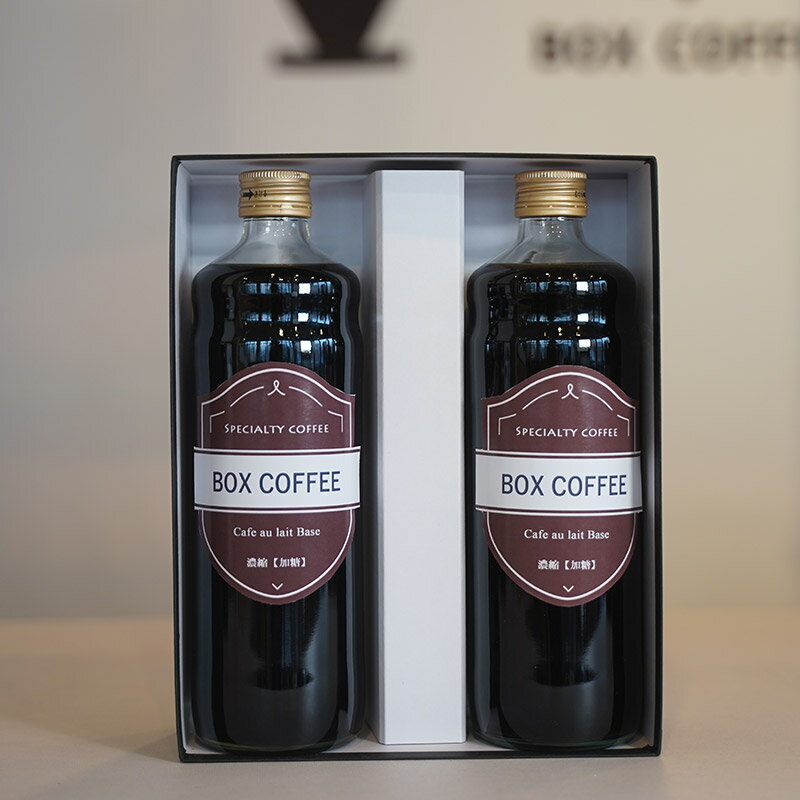 BOX COFFE
SPECIALTY COFFEE
BOX COFFEE
Cafe au lait Base
濃縮【加糖】
SPECIALTY COFFEE
BOX COFFEE
Cafe au lait Base
濃縮【加糖】